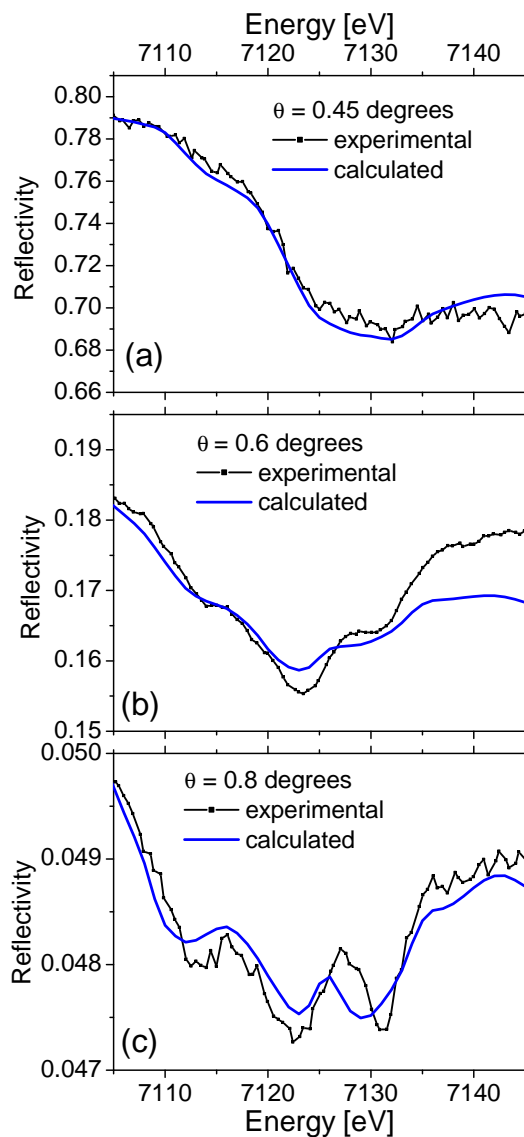 Energy [eV]
7110 7120 7130 7140
0.80
θ = 0.45 degrees
experimental
0.78
calculated
0.76
0.74
Reflectivity
0.72
0.70
0.68
(a)
0.66
0.19
θ = 0.6 degrees
experimental
calculated
0.18
Reflectivity
0.17
0.16
(b)
0.15
0.050
θ = 0.8 degrees
experimental
calculated
0.049
Reflectivity
0.048
(c)
0.047
7110 7120 7130 7140
Energy [eV]